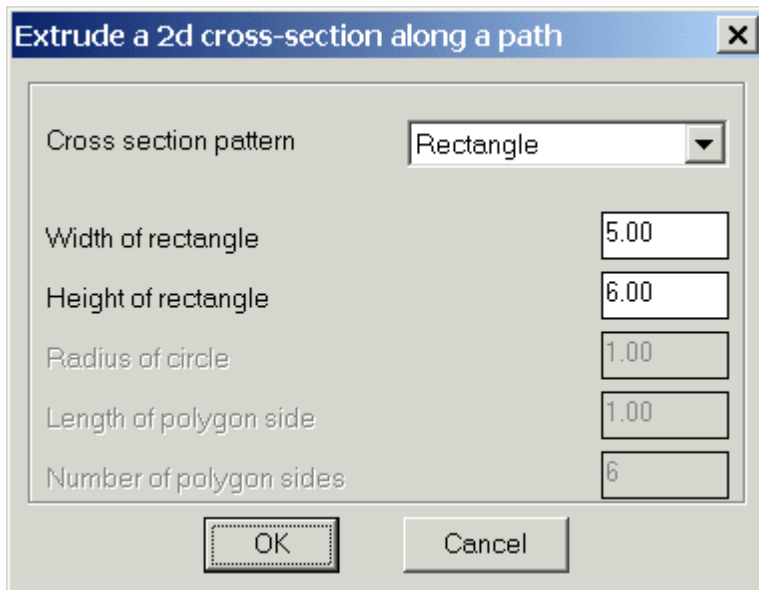 Extrude a 2d cross-section along a path
Cross section pattern Rectangle
Width of rectangle 5.00
Height of rectangle 6.00
Radius of circle 1.00
Length of polygon side 1.00
Number of polygon sides 6
OK Cancel